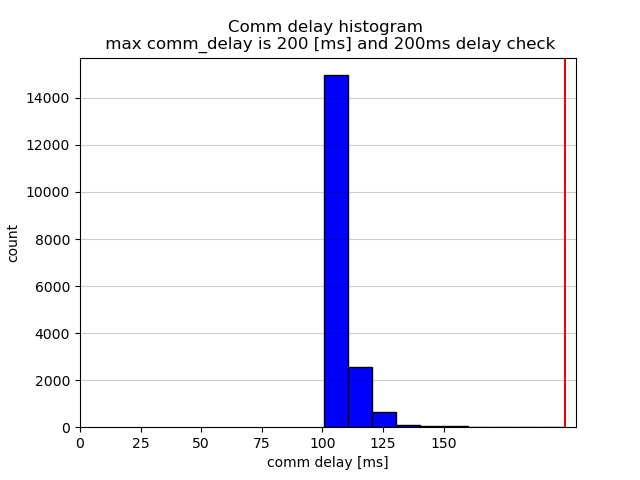 Comm delay histogram
max comm_delay is 200 [ms] and 200ms delay check
14000
12000
10000
8000
6000
4000
2000
0
count
0 25 50 75 100 125 150
comm delay [ms]